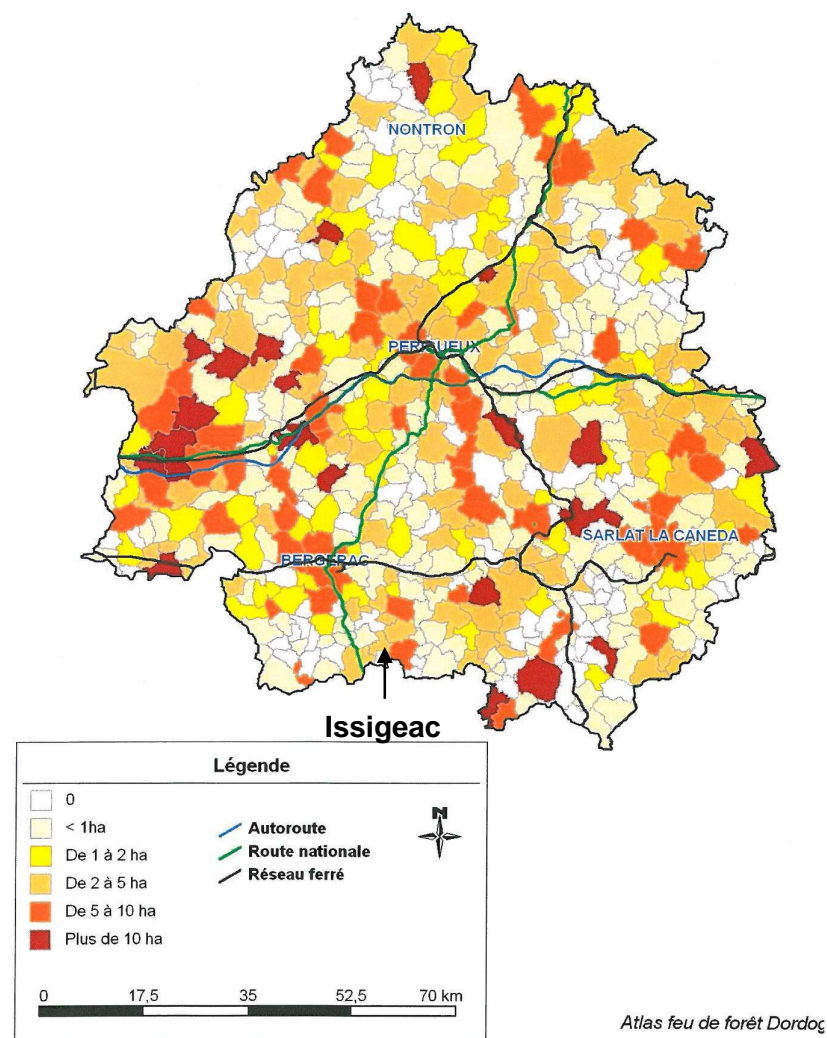 NONTRON
PERIGUEUX
SARLAT LA CANEDA
BERGERAC
Issigeac
Légende
0
< 1ha
De 1 à 2 ha
De 2 à 5 ha
De 5 à 10 ha
Plus de 10 ha
Autoroute
Route nationale
Réseau ferré
N
0 17,5 35 52,5 70 km
Atlas feu de forêt Dordog